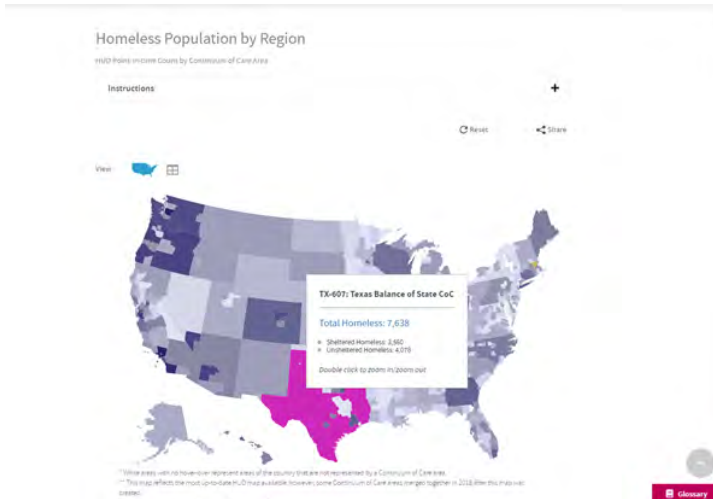 Homeless Population by Region
HUD Point-in-time Count by Continuum of Care Area
Instructions
Reset
Share
View
TX-607: Texas Balance of State CoC
Total Homeless: 7,638
Sheltered Homeless: 3,560
Unsheltered Homeless: 4,078
Double click to zoom in/zoom out
* White areas with no hover-over represent areas of the country that are not represented by a Continuum of Care area.
** This map reflects the most up-to-date HUD map available; however, some Continuum of Care areas merged together in 2018 after this map was
created.
Glossary